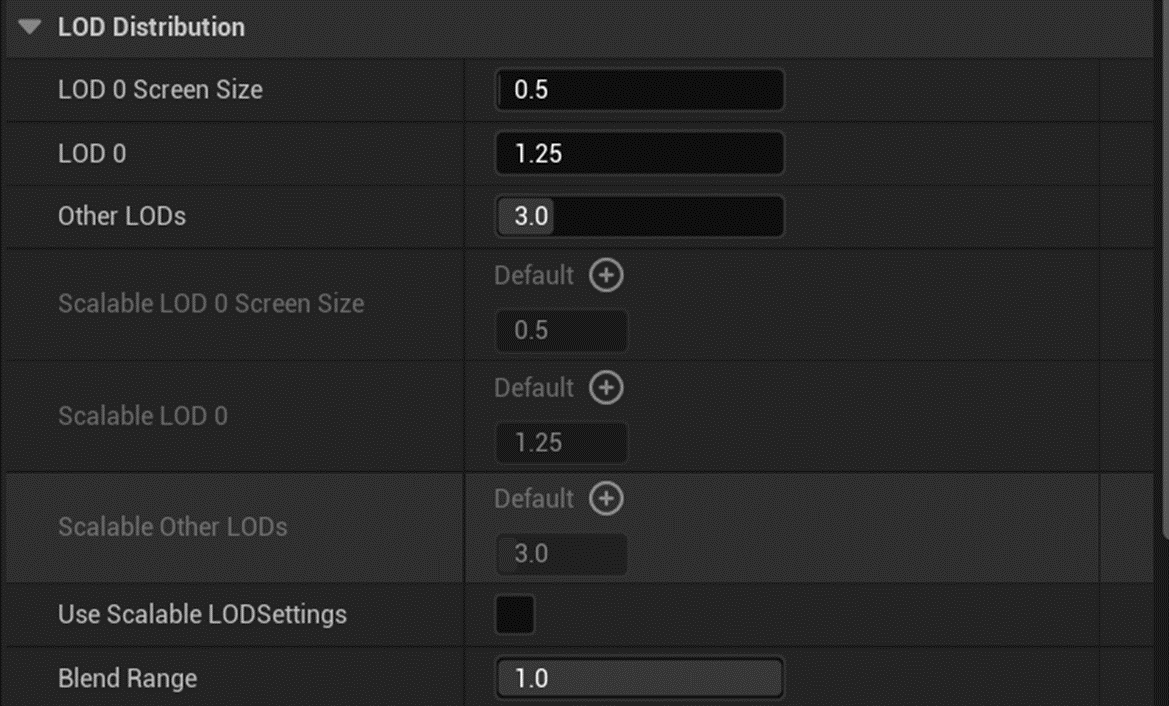 LOD Distribution
LOD 0 Screen Size 0.5
LOD 0 1.25
Other LODs 3.0
Scalable LOD 0 Screen Size Default
0.5
Scalable LOD 0 Default
1.25
Scalable Other LODs Default
3.0
Use Scalable LODSettings
Blend Range 1.0